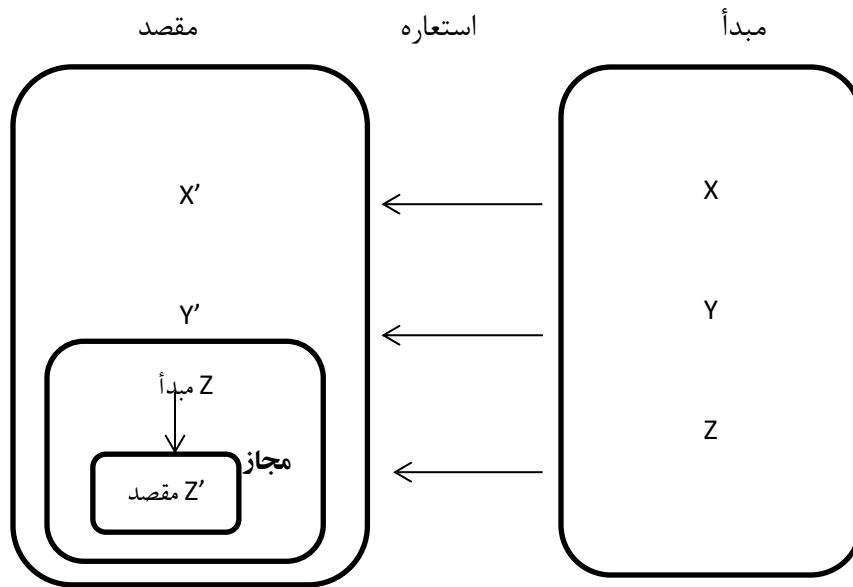 مبدأ استعاره مقصد
X X’
Y Y’
Z مبدأ
Z
مجاز
Z’ مقصد